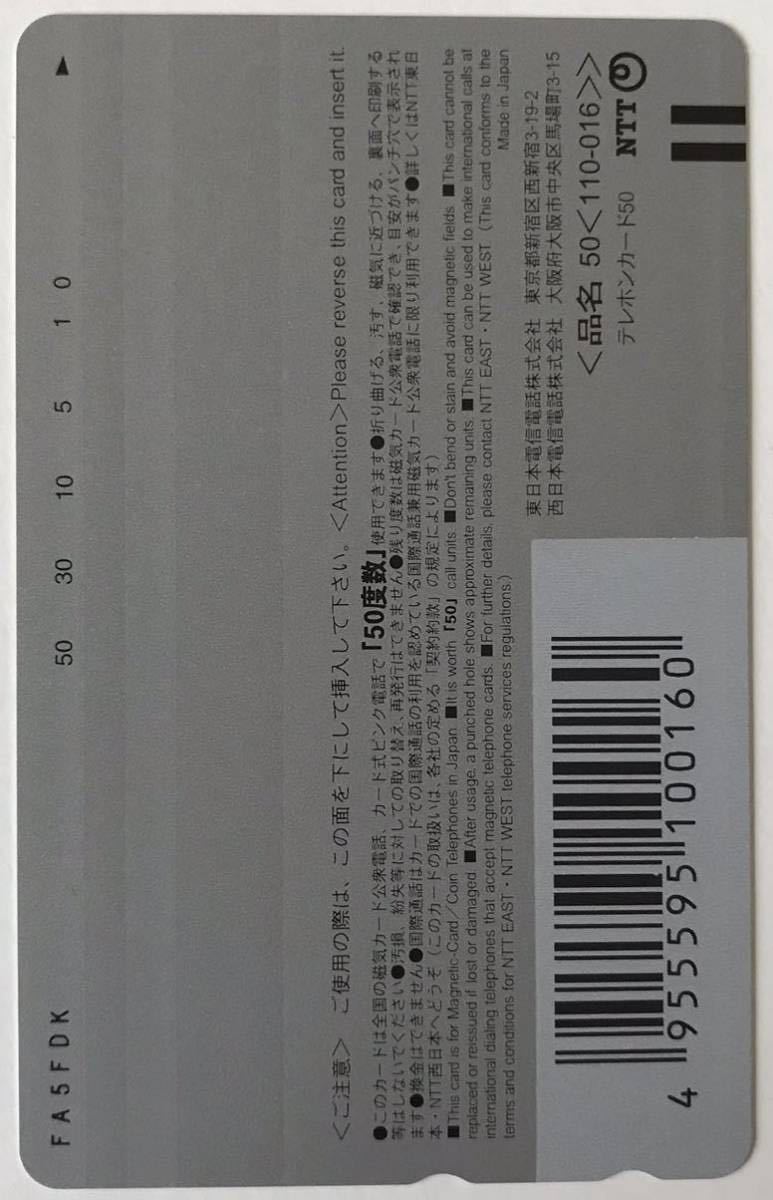 FA5FDK
50 30 10 5 1 0
<ご注意> ご使用の際は、この面を下にして挿入して下さい。<Attention>Please reverse this card and insert it.
●このカードは全国の磁気カード公衆電話、カード式ピンク電話で「50度数」使用できます●折り曲げる、汚す、磁気に近づける、裏面へ印刷する
等はしないでください●汚損、紛失等に対しての取り替え、再発行はできません●残り度数は磁気カード公衆電話で確認でき、目安がパンチ穴で表示され
ます●換金はできません●国際通話はカードでの国際通話の利用を認めている国際通話兼用磁気カード公衆電話に限り利用できます●詳しくはNTT東日
本・NTT西日本へどうぞ（このカードの取扱いは、各社の定める「契約約款」の規定によります）
■This card is for Magnetic-Card/Coin Telephones in Japan. ■It is worth「50」call units. ■Don't bend or stain and avoid magnetic fields. ■This card cannot be
replaced or reissued if lost or damaged. ■After usage, a punched hole shows approximate remaining units. ■This card can be used to make international calls at
international dialing telephones that accept magnetic telephone cards. ■For further details, please contact NTT EAST・NTT WEST (This card conforms to the
terms and conditions for NTT EAST・NTT WEST telephone services regulations.)
Made in Japan
東日本電信電話株式会社 東京都新宿区西新宿3-19-2
西日本電信電話株式会社 大阪府大阪市中央区馬場町3-15
<品名 50<110-016>>
テレホンカード50 NTT
4 955595 100160